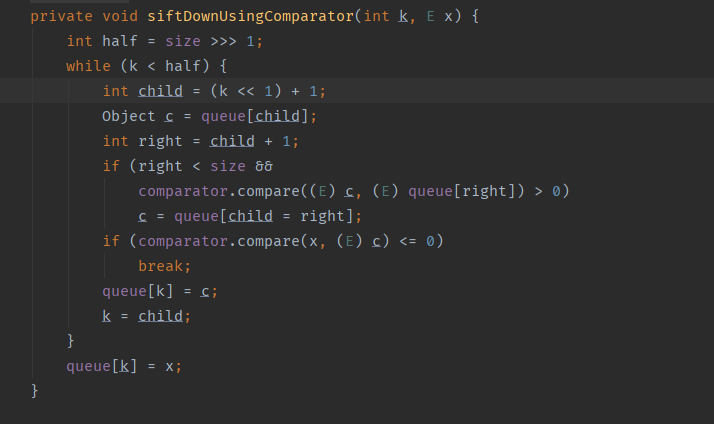 private void siftDownUsingComparator(int k, E x) {
    int half = size >>> 1;
    while (k < half) {
        int child = (k << 1) + 1;
        Object c = queue[child];
        int right = child + 1;
        if (right < size &&
            comparator.compare((E) c, (E) queue[right]) > 0)
            c = queue[child = right];
        if (comparator.compare(x, (E) c) <= 0)
            break;
        queue[k] = c;
        k = child;
    }
    queue[k] = x;
}